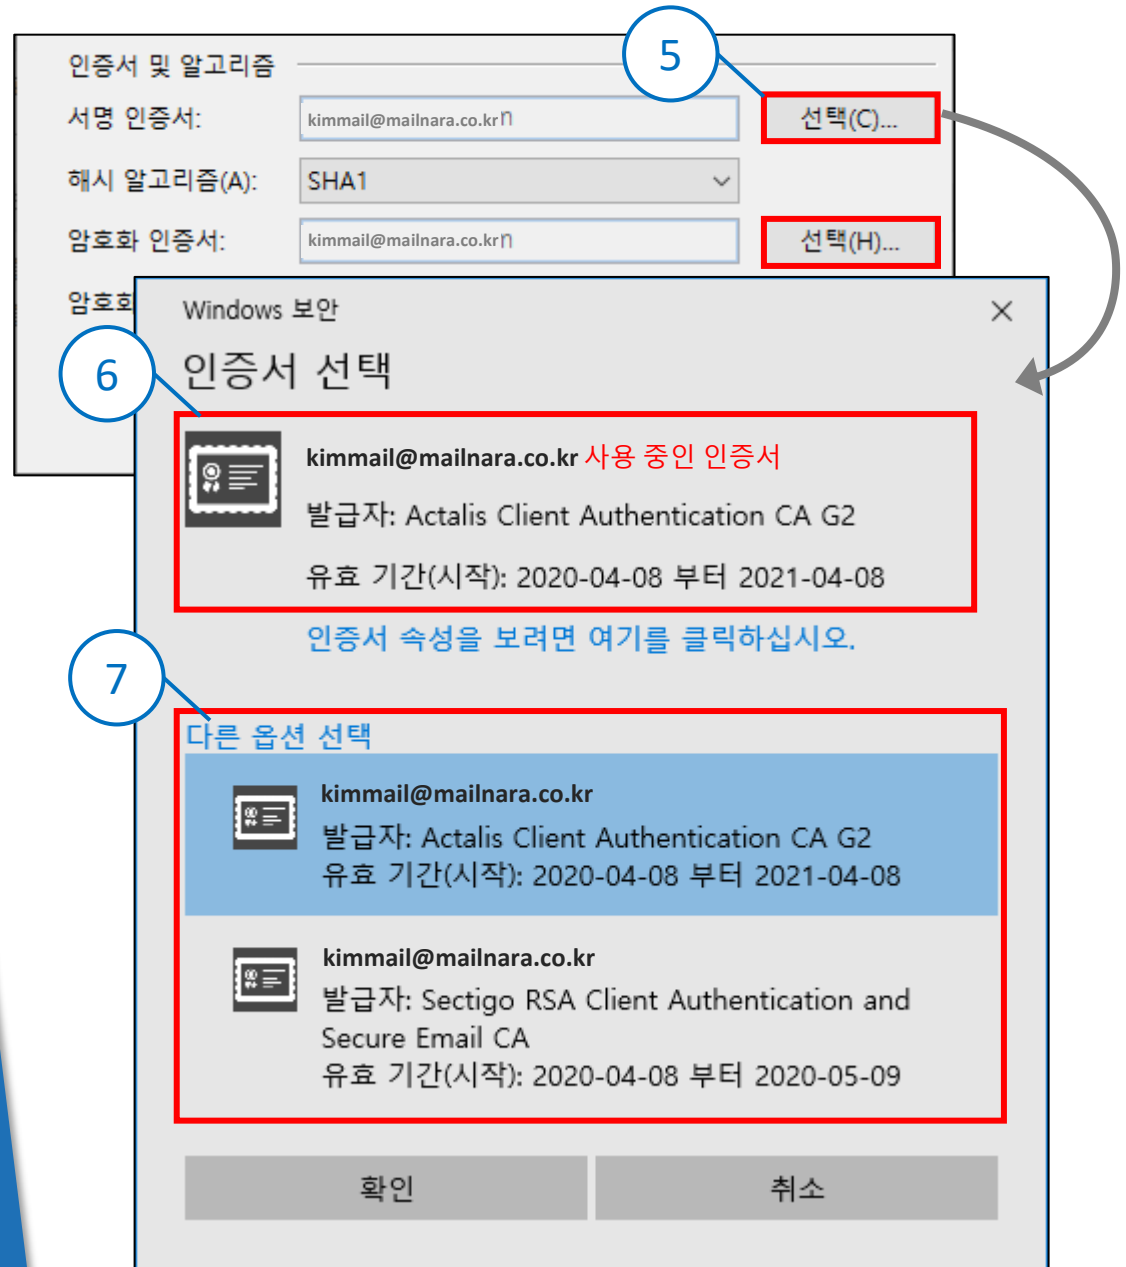 5
인증서 및 알고리즘
서명 인증서:
kimmail@mailnara.co.kr
선택(C)...
해시 알고리즘(A):
SHA1
암호화 인증서:
kimmail@mailnara.co.kr
선택(H)...
암호화
Windows 보안
6
인증서 선택
kimmail@mailnara.co.kr 사용 중인 인증서
발급자: Actalis Client Authentication CA G2
유효 기간(시작): 2020-04-08 부터 2021-04-08
인증서 속성을 보려면 여기를 클릭하십시오.
7
다른 옵션 선택
kimmail@mailnara.co.kr
발급자: Actalis Client Authentication CA G2
유효 기간(시작): 2020-04-08 부터 2021-04-08
kimmail@mailnara.co.kr
발급자: Sectigo RSA Client Authentication and
Secure Email CA
유효 기간(시작): 2020-04-08 부터 2020-05-09
확인
취소